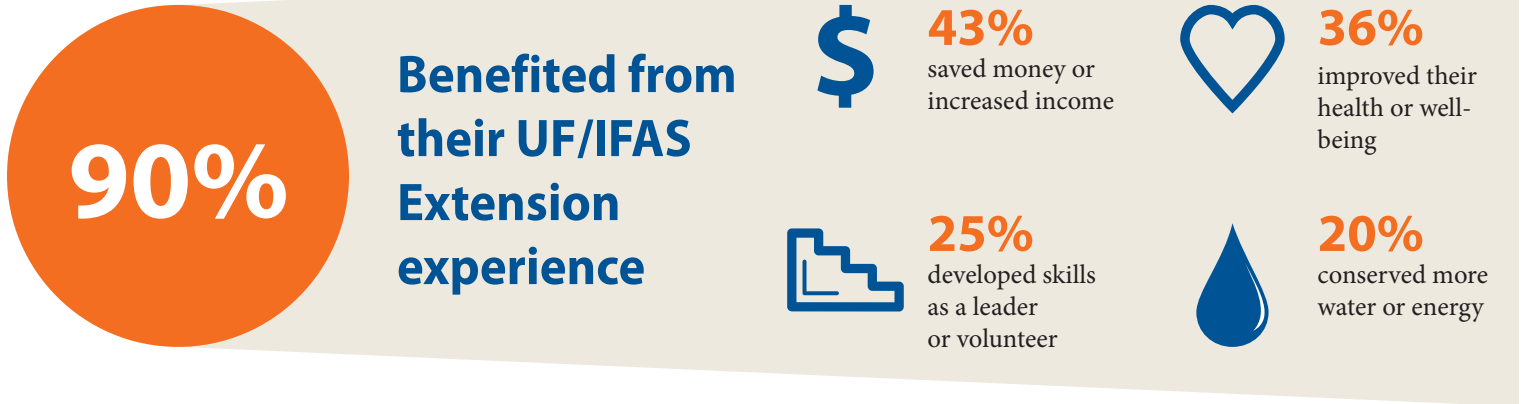 90%
Benefited from
their UF/IFAS
Extension
experience
43%
saved money or
increased income
36%
improved their
health or well-
being
25%
developed skills
as a leader
or volunteer
20%
conserved more
water or energy